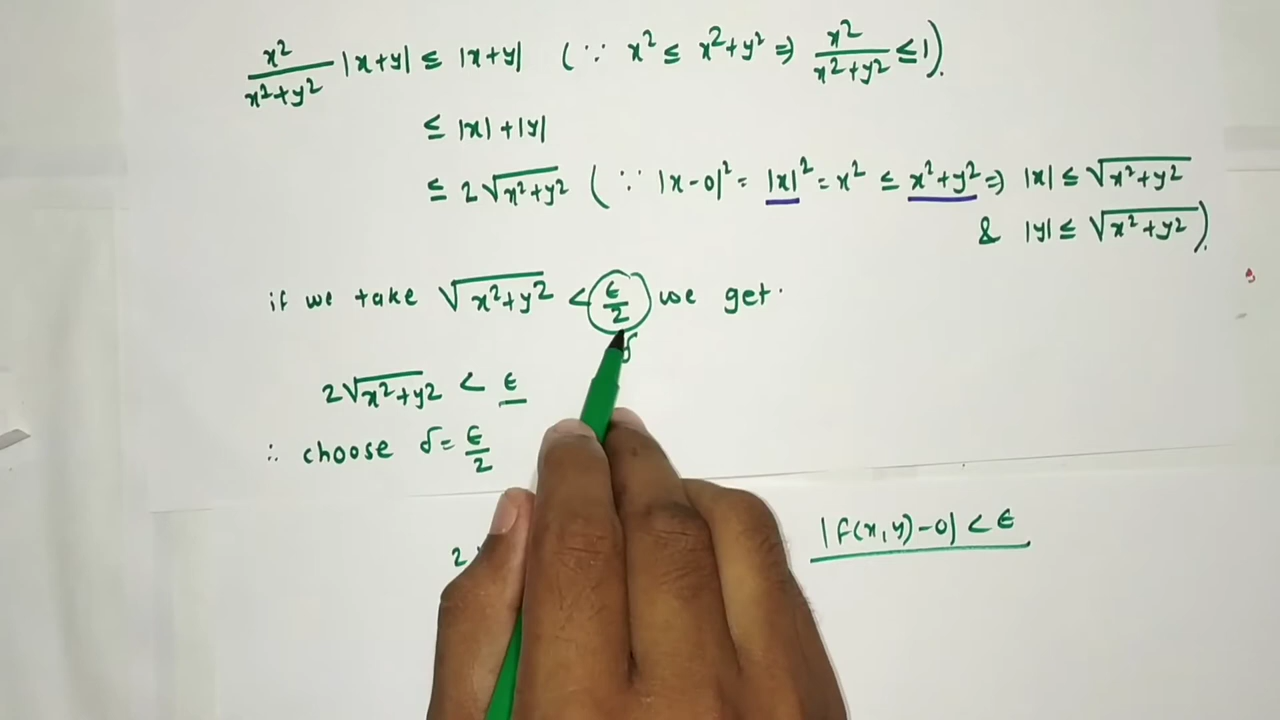 x²/(x²+y²) |x+y| ≤ |x+y| (∵ x² ≤ x²+y² ⇒ x²/(x²+y²) ≤ 1).
≤ |x|+|y|
≤ 2√(x²+y²) (∵ |x-0|² = |x|² = x² ≤ x²+y² ⇒ |x| ≤ √(x²+y²)
& |y| ≤ √(x²+y²)).
if we take √(x²+y²) < ϵ/2 we get.
δ
2√(x²+y²) < ϵ
∴ choose δ = ϵ/2
|f(x,y)-0| < ϵ
2